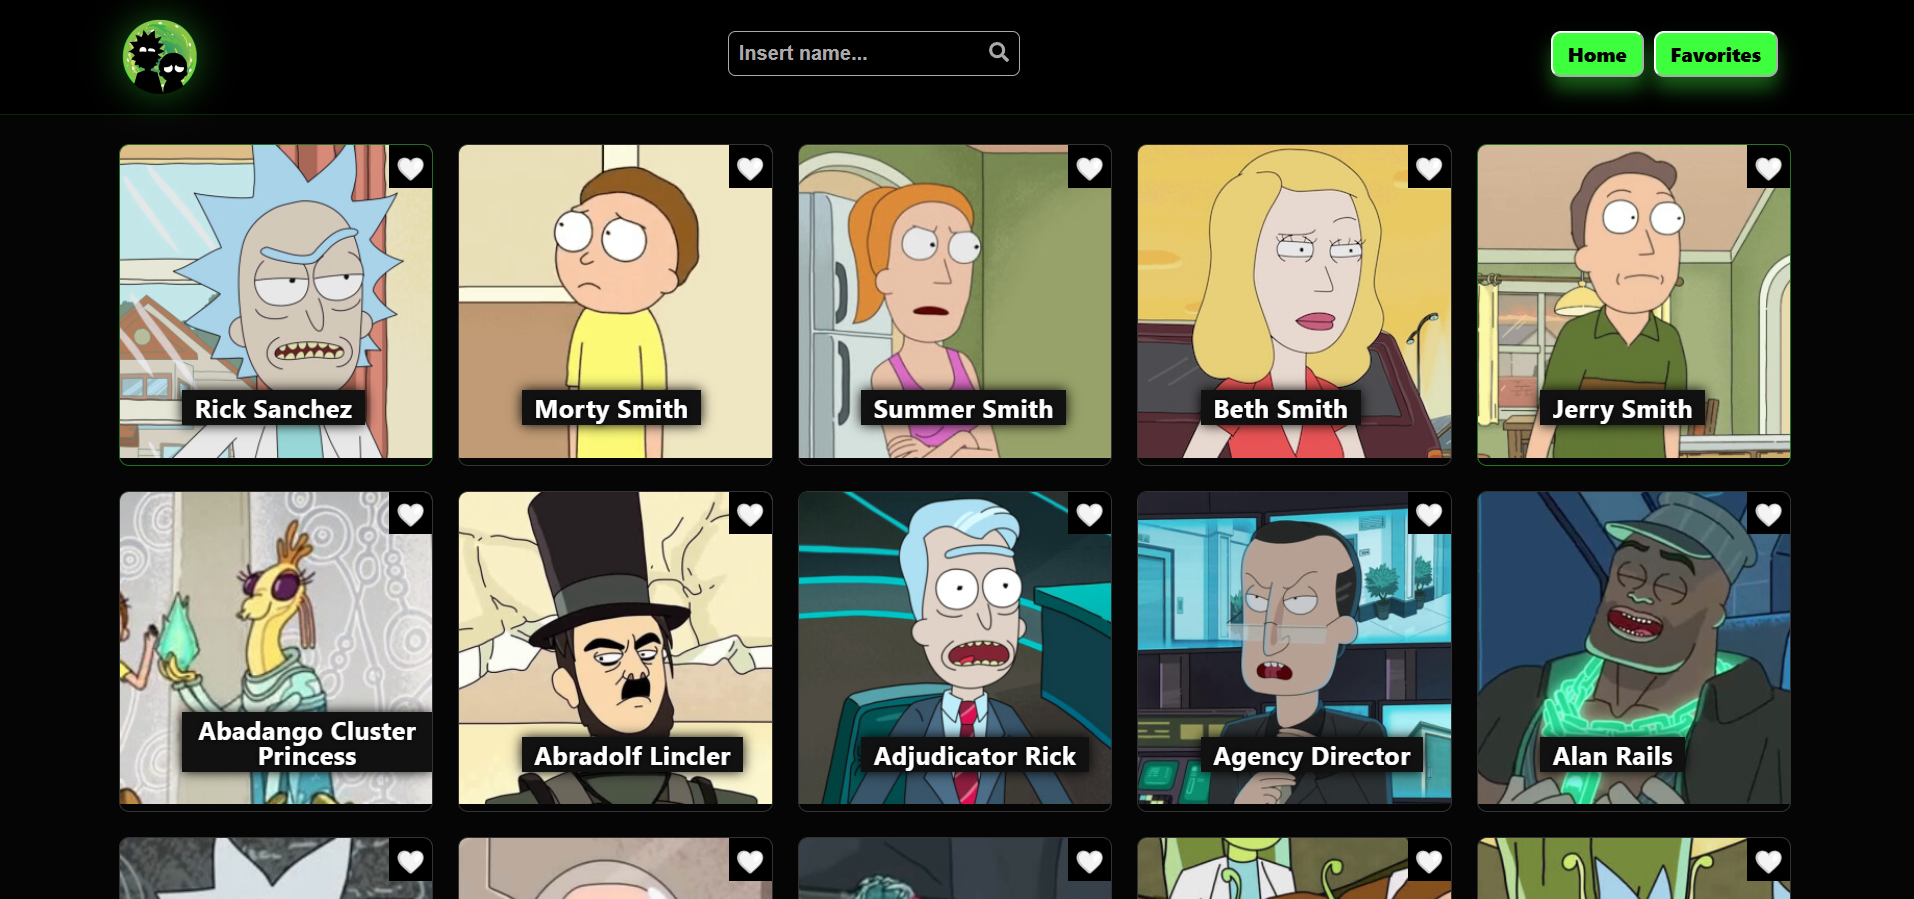 Insert name...
Home
Favorites
Rick Sanchez
Morty Smith
Summer Smith
Beth Smith
Jerry Smith
Abadango Cluster
Princess
Abradolf Lincler
Adjudicator Rick
Agency Director
Alan Rails